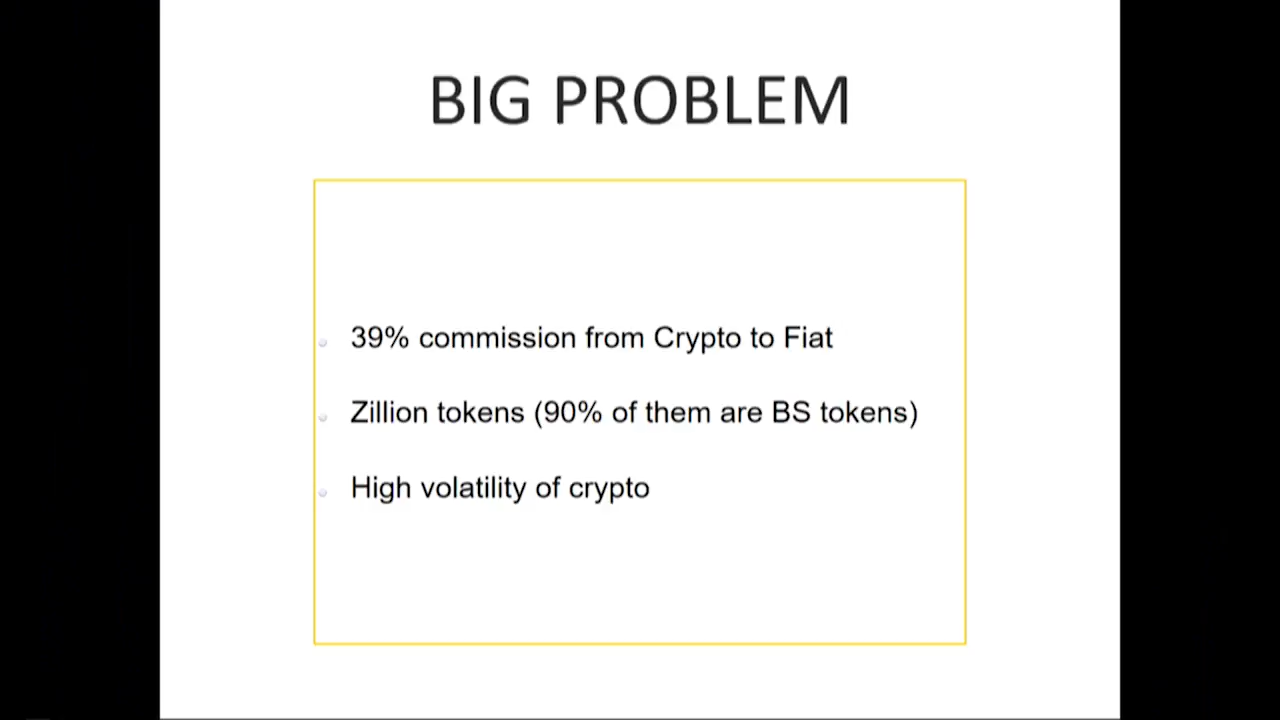 BIG PROBLEM
39% commission from Crypto to Fiat
Zillion tokens (90% of them are BS tokens)
High volatility of crypto